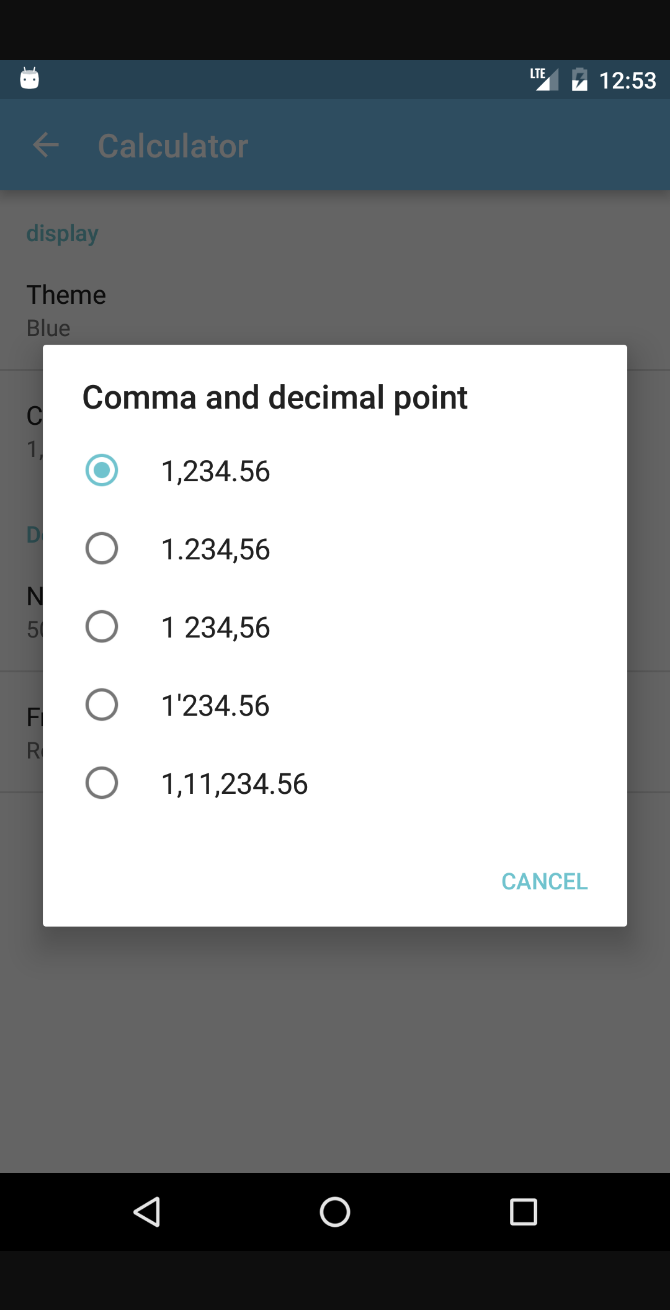 LTE 12:53
Calculator
display
Theme
Blue
Comma and decimal point
1,234.56
1.234,56
1 234,56
1'234.56
1,11,234.56
CANCEL